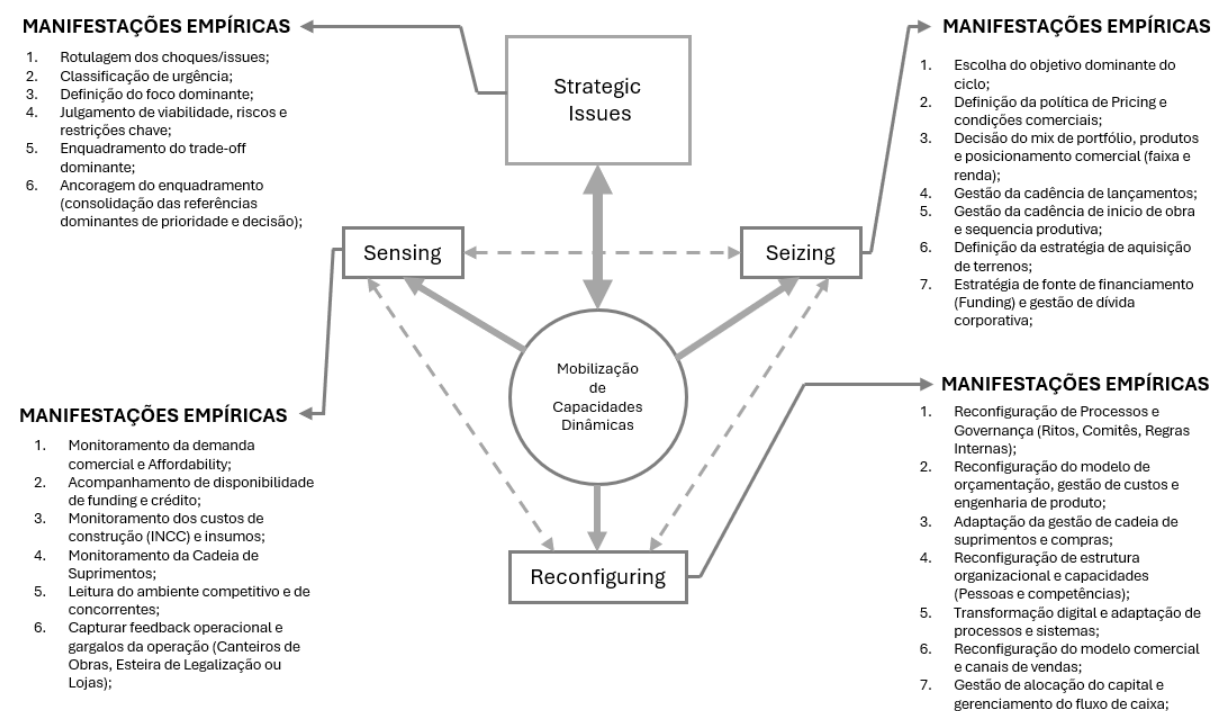 MANIFESTAÇÕES EMPÍRICAS
1. Rotulagem dos choques/issues;
2. Classificação de urgência;
3. Definição do foco dominante;
4. Julgamento de viabilidade, riscos e
restrições chave;
5. Enquadramento do trade-off
dominante;
6. Ancoragem do enquadramento
(consolidação das referências
dominantes de prioridade e decisão);
Strategic
Issues
MANIFESTAÇÕES EMPÍRICAS
1. Escolha do objetivo dominante do
ciclo;
2. Definição da política de Pricing e
condições comerciais;
3. Decisão do mix de portfólio, produtos
e posicionamento comercial (faixa e
renda);
4. Gestão da cadência de lançamentos;
5. Gestão da cadência de inicio de obra
e sequencia produtiva;
6. Definição da estratégia de aquisição
de terrenos;
7. Estratégia de fonte de financiamento
(Funding) e gestão de dívida
corporativa;
Sensing
Seizing
Mobilização
de
Capacidades
Dinâmicas
Reconfiguring
MANIFESTAÇÕES EMPÍRICAS
1. Monitoramento da demanda
comercial e Affordability;
2. Acompanhamento de disponibilidade
de funding e crédito;
3. Monitoramento dos custos de
construção (INCC) e insumos;
4. Monitoramento da Cadeia de
Suprimentos;
5. Leitura do ambiente competitivo e de
concorrentes;
6. Capturar feedback operacional e
gargalos da operação (Canteiros de
Obras, Esteira de Legalização ou
Lojas);
MANIFESTAÇÕES EMPÍRICAS
1. Reconfiguração de Processos e
Governança (Ritos, Comitês, Regras
Internas);
2. Reconfiguração do modelo de
orçamentação, gestão de custos e
engenharia de produto;
3. Adaptação da gestão de cadeia de
suprimentos e compras;
4. Reconfiguração de estrutura
organizacional e capacidades
(Pessoas e competências);
5. Transformação digital e adaptação de
processos e sistemas;
6. Reconfiguração do modelo comercial
e canais de vendas;
7. Gestão de alocação do capital e
gerenciamento do fluxo de caixa;